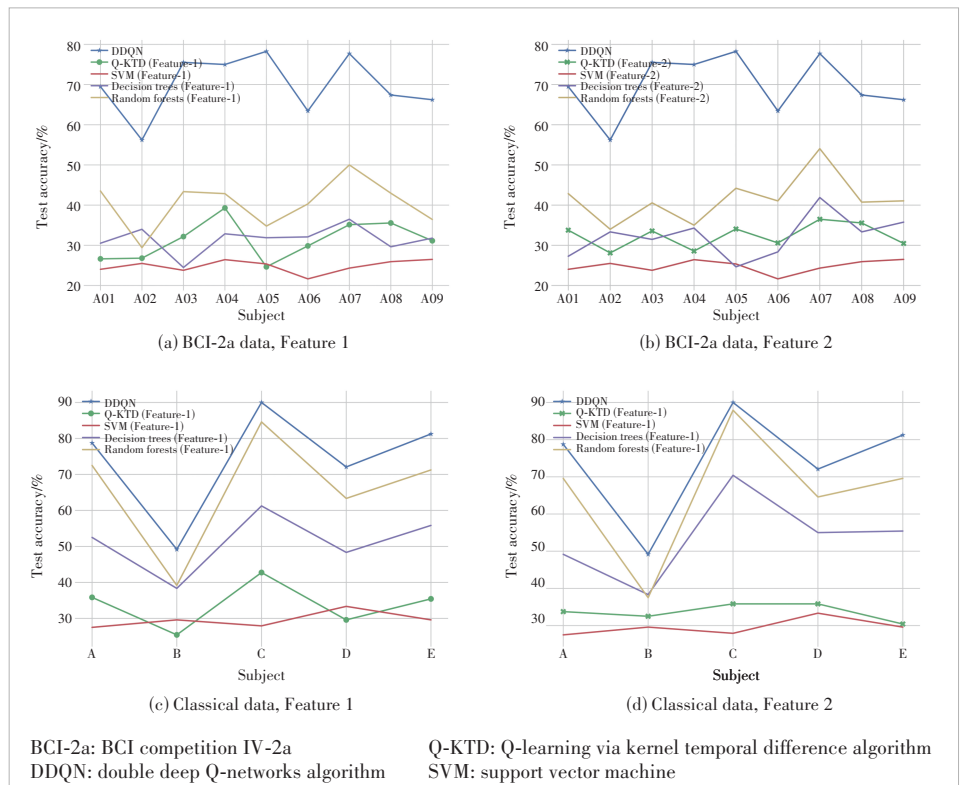 80
70
60
50
40
30
20
Test accuracy/%
DDQN
Q-KTD (Feature-1)
SVM (Feature-1)
Decision trees (Feature-1)
Random forests (Feature-1)
A01 A02 A03 A04 A05 A06 A07 A08 A09
Subject
(a) BCI-2a data, Feature 1
80
70
60
50
40
30
20
Test accuracy/%
DDQN
Q-KTD (Feature-2)
SVM (Feature-2)
Decision trees (Feature-2)
Random forests (Feature-2)
A01 A02 A03 A04 A05 A06 A07 A08 A09
Subject
(b) BCI-2a data, Feature 2
90
80
70
60
50
40
30
Test accuracy/%
DDQN
Q-KTD (Feature-1)
SVM (Feature-1)
Decision trees (Feature-1)
Random forests (Feature-1)
A B C D E
Subject
(c) Classical data, Feature 1
90
80
70
60
50
40
30
Test accuracy/%
DDQN
Q-KTD (Feature-1)
SVM (Feature-1)
Decision trees (Feature-1)
Random forests (Feature-1)
A B C D E
Subject
(d) Classical data, Feature 2
BCI-2a: BCI competition IV-2a
DDQN: double deep Q-networks algorithm
Q-KTD: Q-learning via kernel temporal difference algorithm
SVM: support vector machine